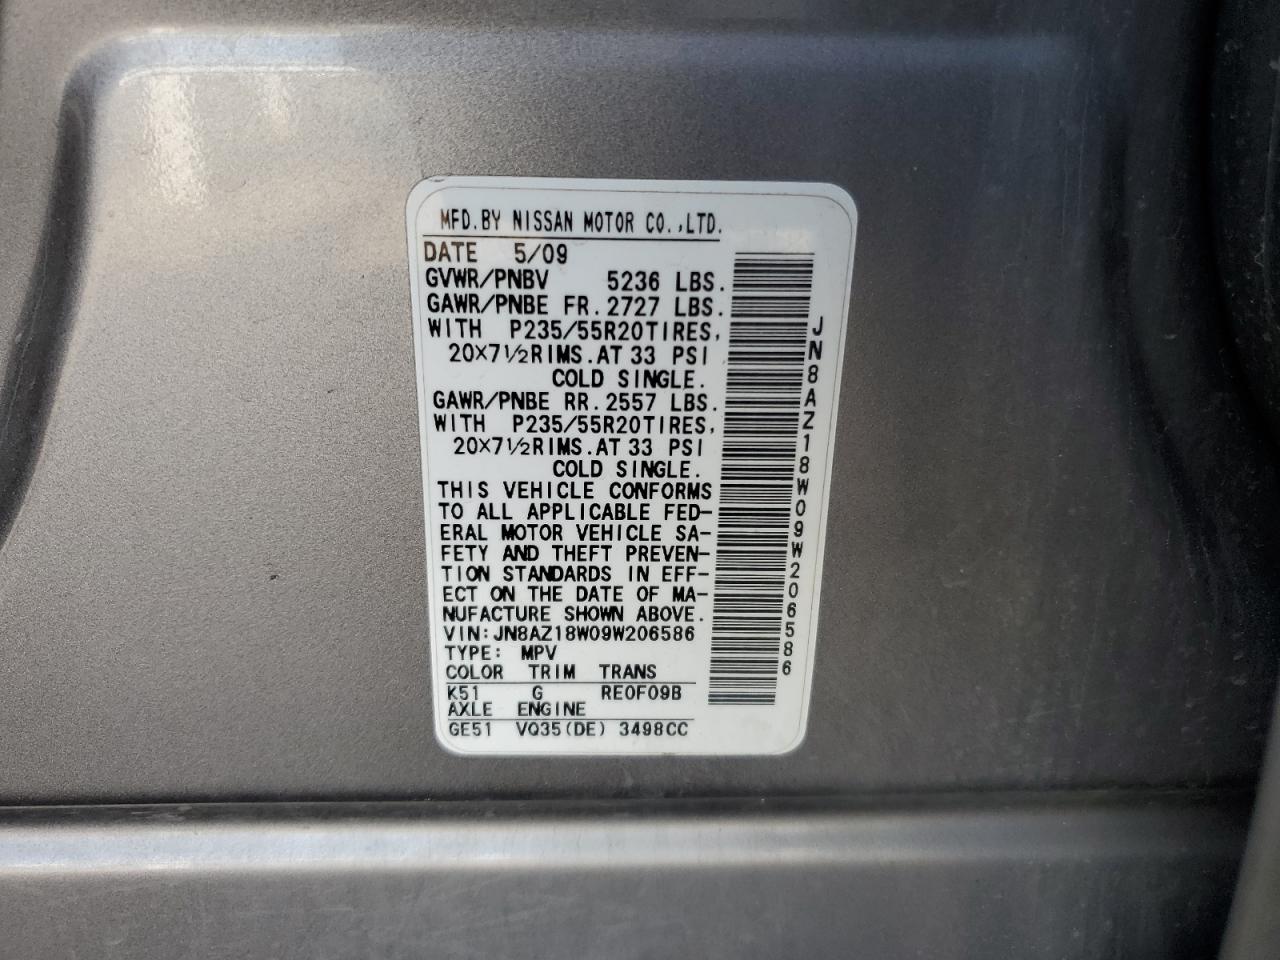 MFD.BY NISSAN MOTOR CO.,LTD.
DATE 5/09
GVWR/PNBV 5236 LBS.
GAWR/PNBE FR.2727 LBS.
WITH P235/55R20TIRES,
20×7½RIMS.AT 33 PSI
COLD SINGLE.
GAWR/PNBE RR.2557 LBS.
WITH P235/55R20TIRES,
20×7½RIMS.AT 33 PSI
COLD SINGLE.
THIS VEHICLE CONFORMS
TO ALL APPLICABLE FED-
ERAL MOTOR VEHICLE SA-
FETY AND THEFT PREVEN-
TION STANDARDS IN EFF-
ECT ON THE DATE OF MA-
NUFACTURE SHOWN ABOVE.
VIN:JN8AZ18W09W206586
TYPE: MPV
COLOR TRIM TRANS
K51 G RE0F09B
AXLE ENGINE
GE51 VQ35(DE) 3498CC
JN8AZ18W09W206586